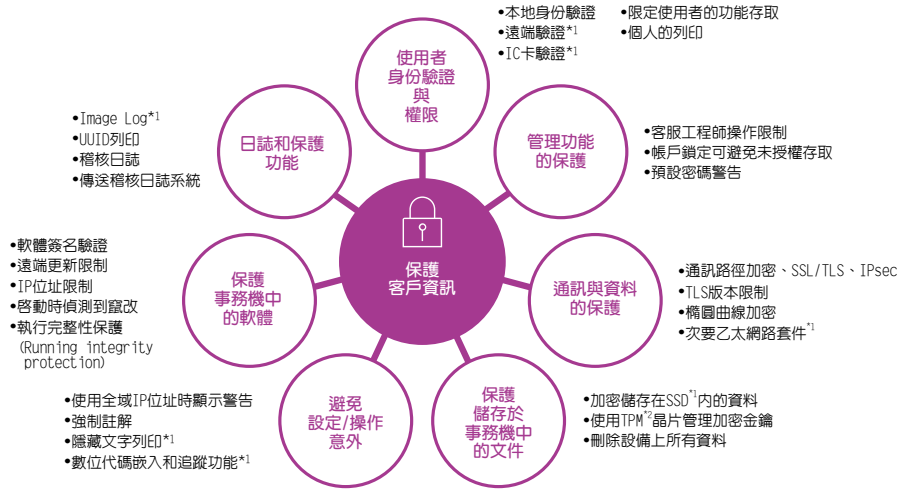 •本地身份驗證
•遠端驗證*1
•IC卡驗證*1
•限定使用者的功能存取
•個人的列印
使用者
身份驗證
與
權限
•Image Log*1
•UUID列印
•稽核日誌
•傳送稽核日誌系統
日誌和保護
功能
管理功能
的保護
•客服工程師操作限制
•帳戶鎖定可避免未授權存取
•預設密碼警告
保護
客戶資訊
•軟體簽名驗證
•遠端更新限制
•IP位址限制
•啓動時偵測到竄改
•執行完整性保護
(Running integrity
protection)
保護
事務機中
的軟體
通訊與資料
的保護
•通訊路徑加密、SSL/TLS、IPsec
•TLS版本限制
•橢圓曲線加密
•次要乙太網路套件*1
•使用全域IP位址時顯示警告
•強制註解
•隱藏文字列印*1
•數位代碼嵌入和追蹤功能*1
避免
設定/操作
意外
保護
儲存於
事務機中
的文件
•加密儲存在SSD*1内的資料
•使用TPM*2晶片管理加密金鑰
•刪除設備上所有資料